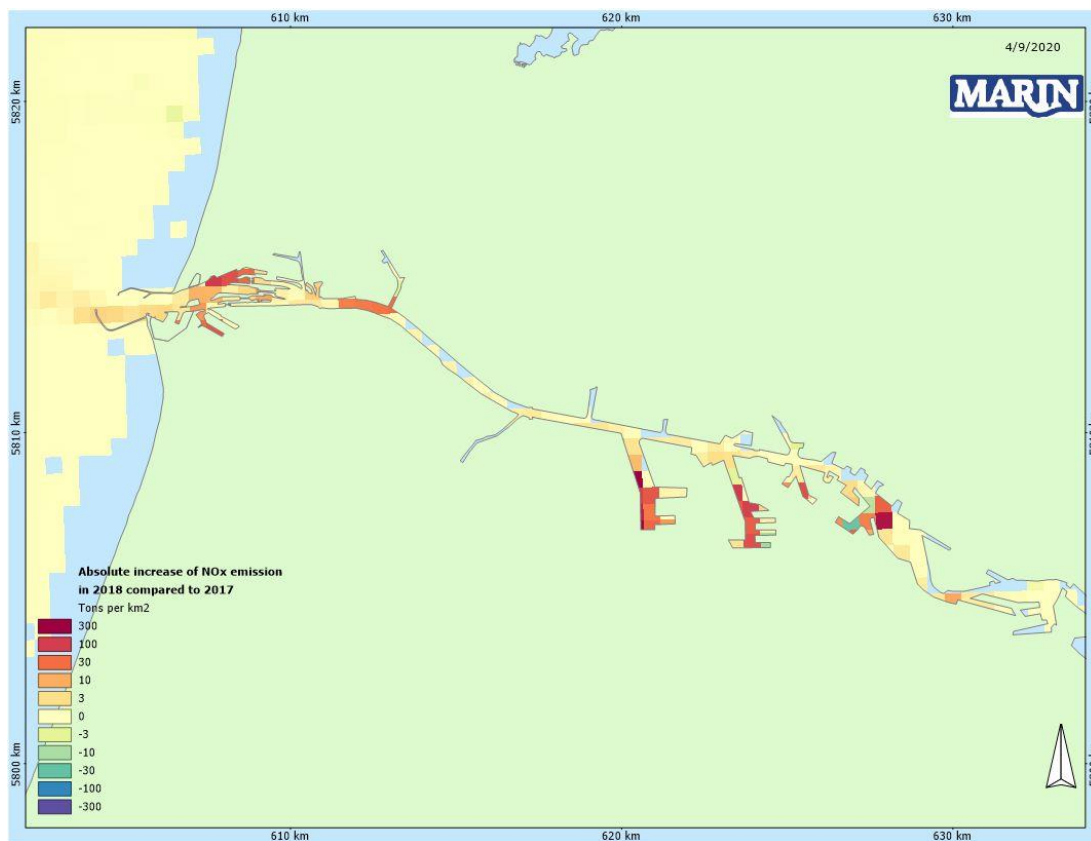 610 km
620 km
630 km
4/9/2020
MARIN
5820 km
5810 km
5800 km
Absolute increase of NOx emission
in 2018 compared to 2017
Tons per km2
300
100
30
10
3
0
-3
-10
-30
-100
-300
610 km
620 km
630 km